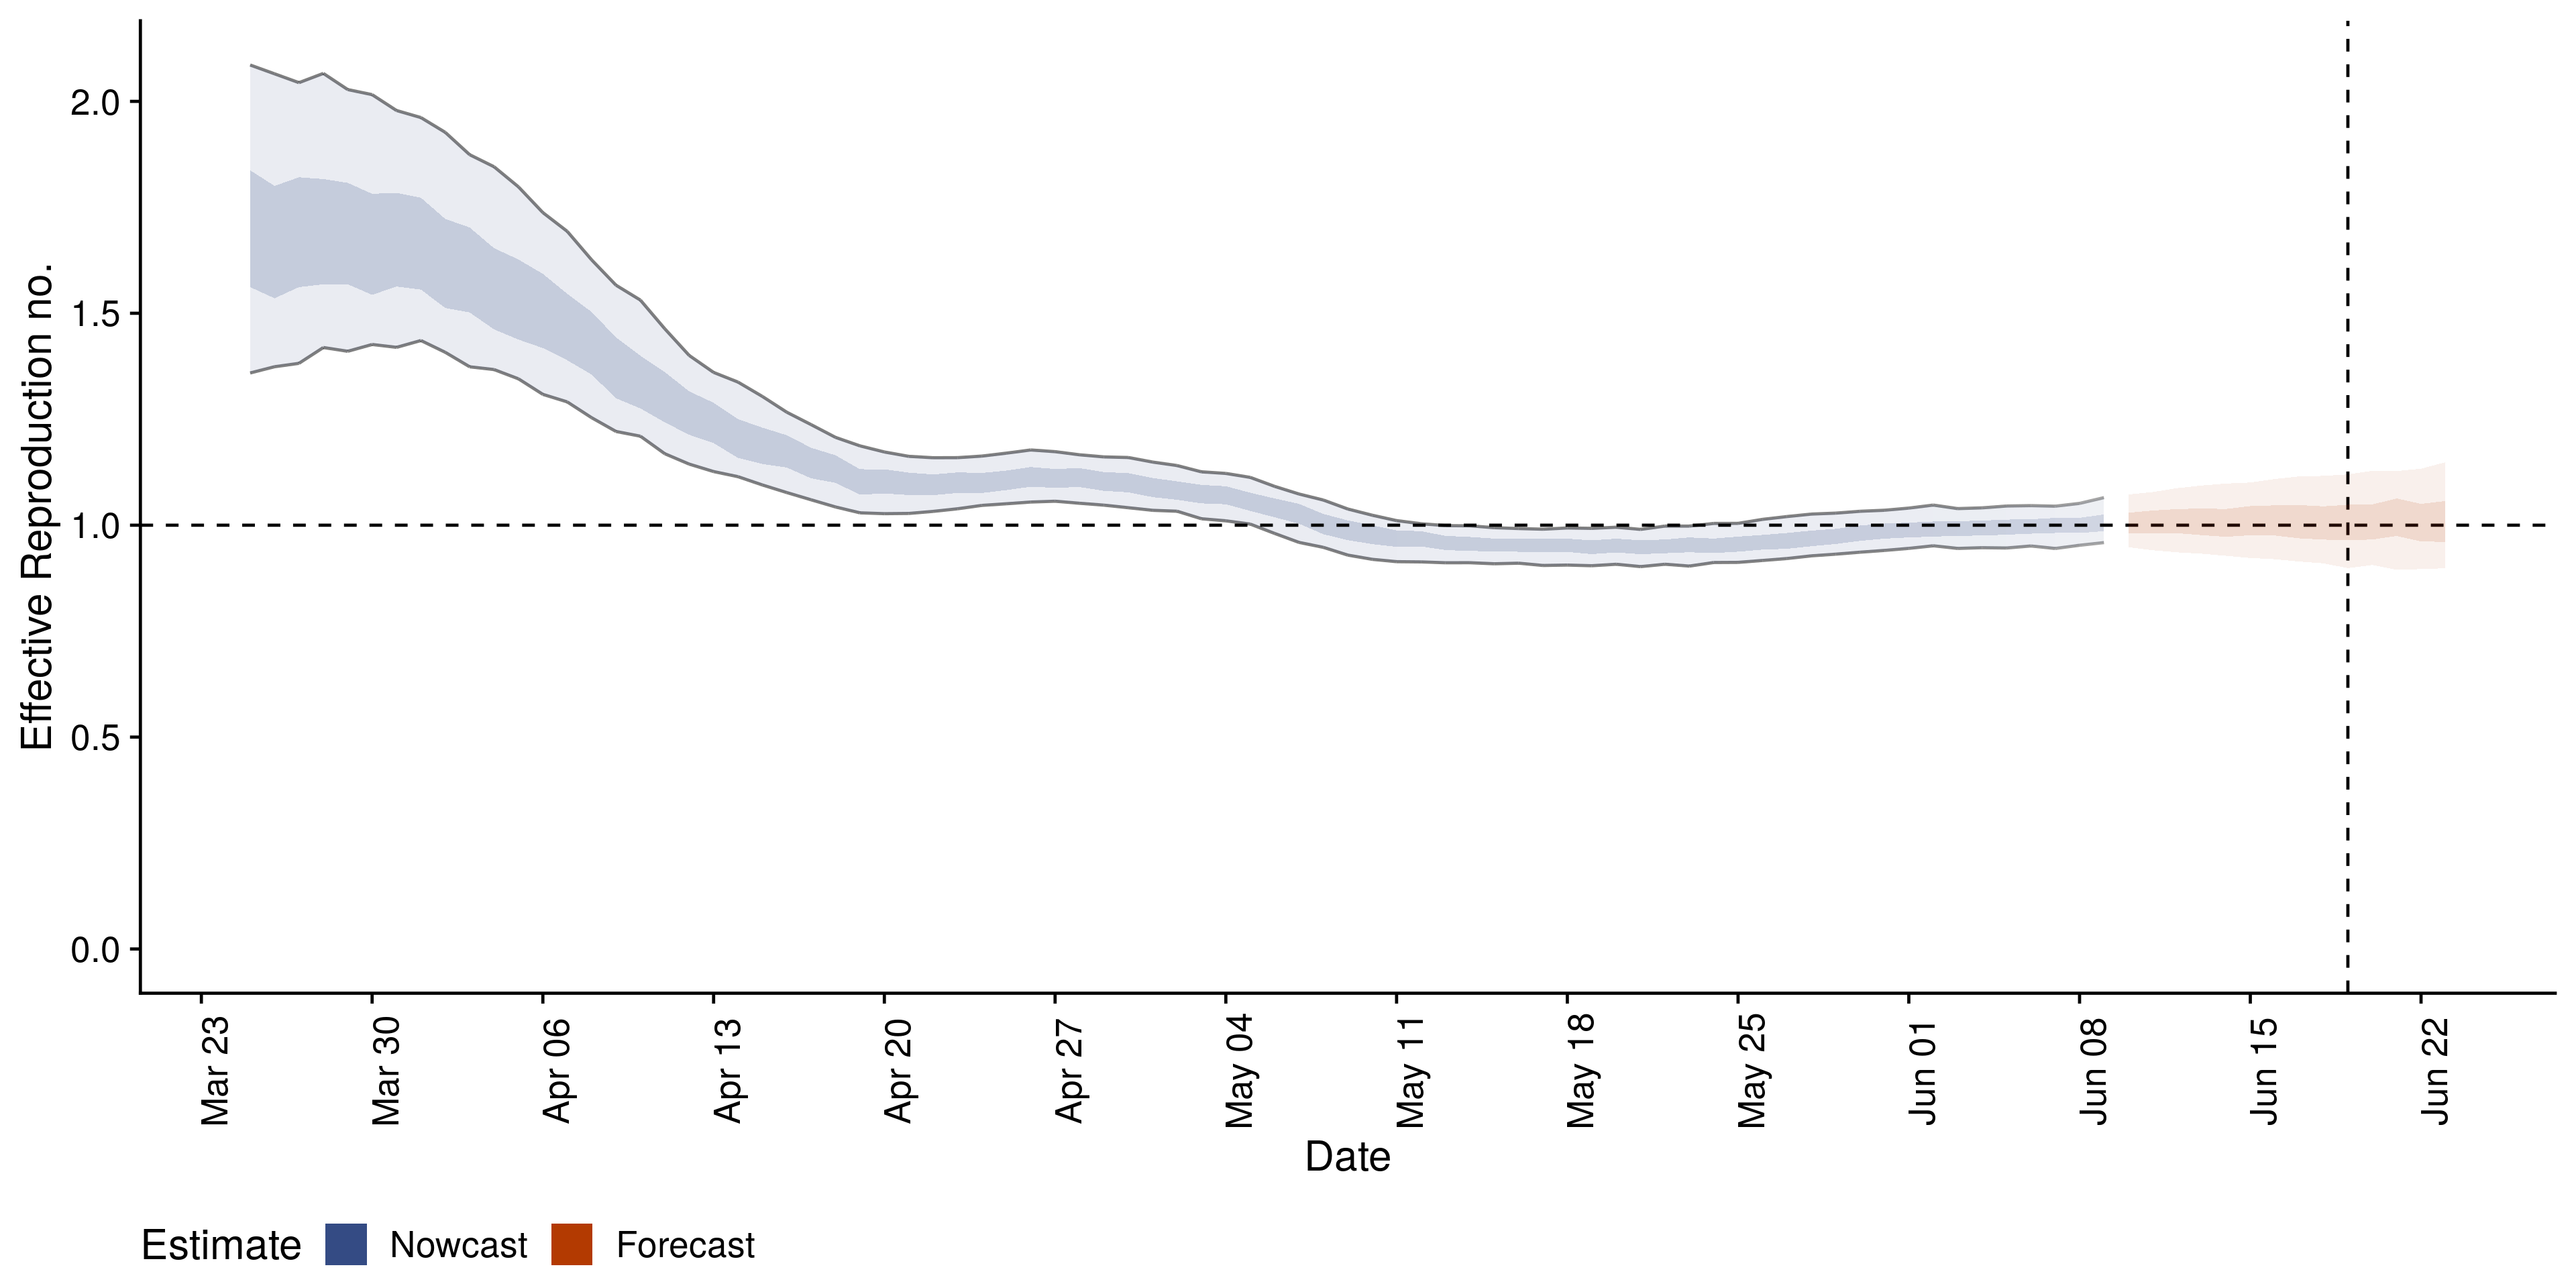 Effective Reproduction no.
2.0
1.5
1.0
0.5
0.0
Mar 23
Mar 30
Apr 06
Apr 13
Apr 20
Apr 27
May 04
May 11
May 18
May 25
Jun 01
Jun 08
Jun 15
Jun 22
Date
Estimate Nowcast Forecast